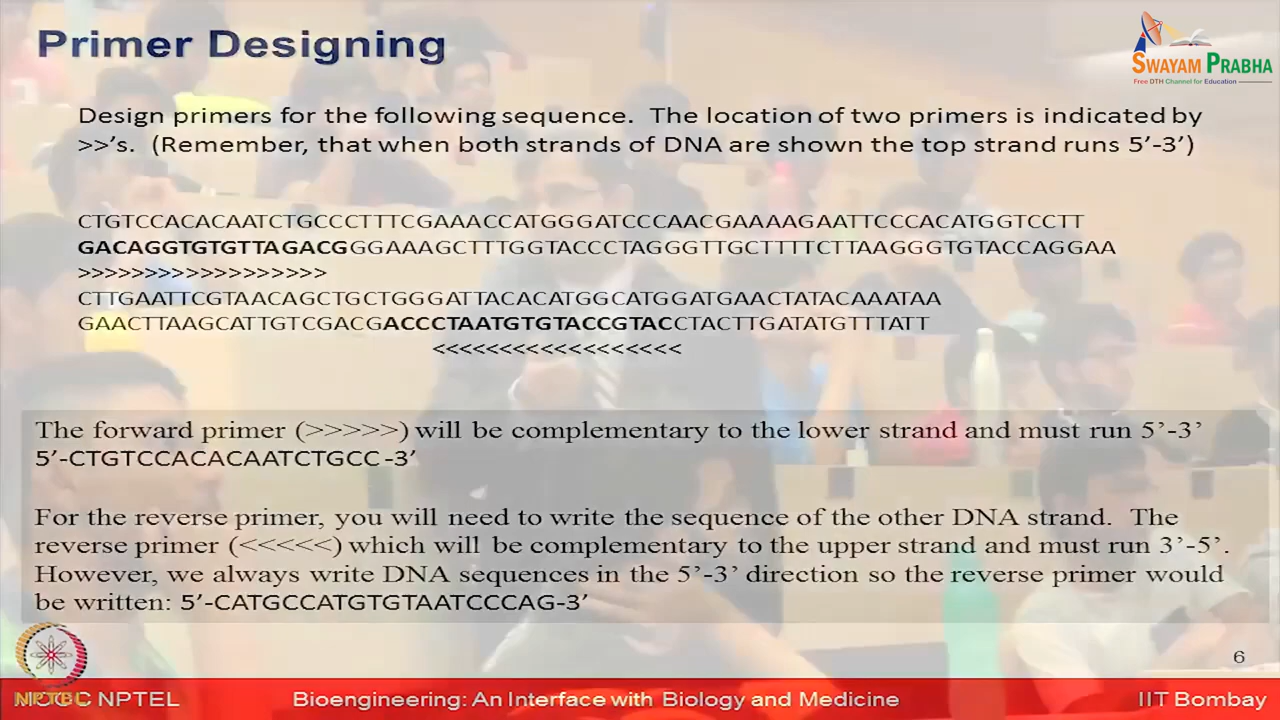 Primer Designing
SWAYAM PRABHA
Free DTH Channel for Education
Design primers for the following sequence. The location of two primers is indicated by
>>’s. (Remember, that when both strands of DNA are shown the top strand runs 5’-3’)
CTGTCCACACAATCTGCCCTTTCGAAACCATGGGATCCCAACGAAAAGAATTCCCACATGGTCCTT
GACAGGTGTGTTAGACGGGAAAGCTTTGGTACCCTAGGGTTGCTTTTCTTAAGGGTGTACCAGGAA
>>>>>>>>>>>>>>>>>>>
CTTGAATTCGTAACAGCTGCTGGGATTACACATGGCATGGATGAACTATACAAATAA
GAACTTAAGCATTGTCGACGACCCTAATGTGTACCGTACCTACTTGATATGTTTATT
<<<<<<<<<<<<<<<<<<<
The forward primer (>>>>>) will be complementary to the lower strand and must run 5’-3’
5’-CTGTCCACACAATCTGCC-3’
For the reverse primer, you will need to write the sequence of the other DNA strand. The
reverse primer (<<<<<) which will be complementary to the upper strand and must run 3’-5’.
However, we always write DNA sequences in the 5’-3’ direction so the reverse primer would
be written: 5’-CATGCCATGTGTAATCCCAG-3’
6
NPTEL
Bioengineering: An Interface with Biology and Medicine
IIT Bombay